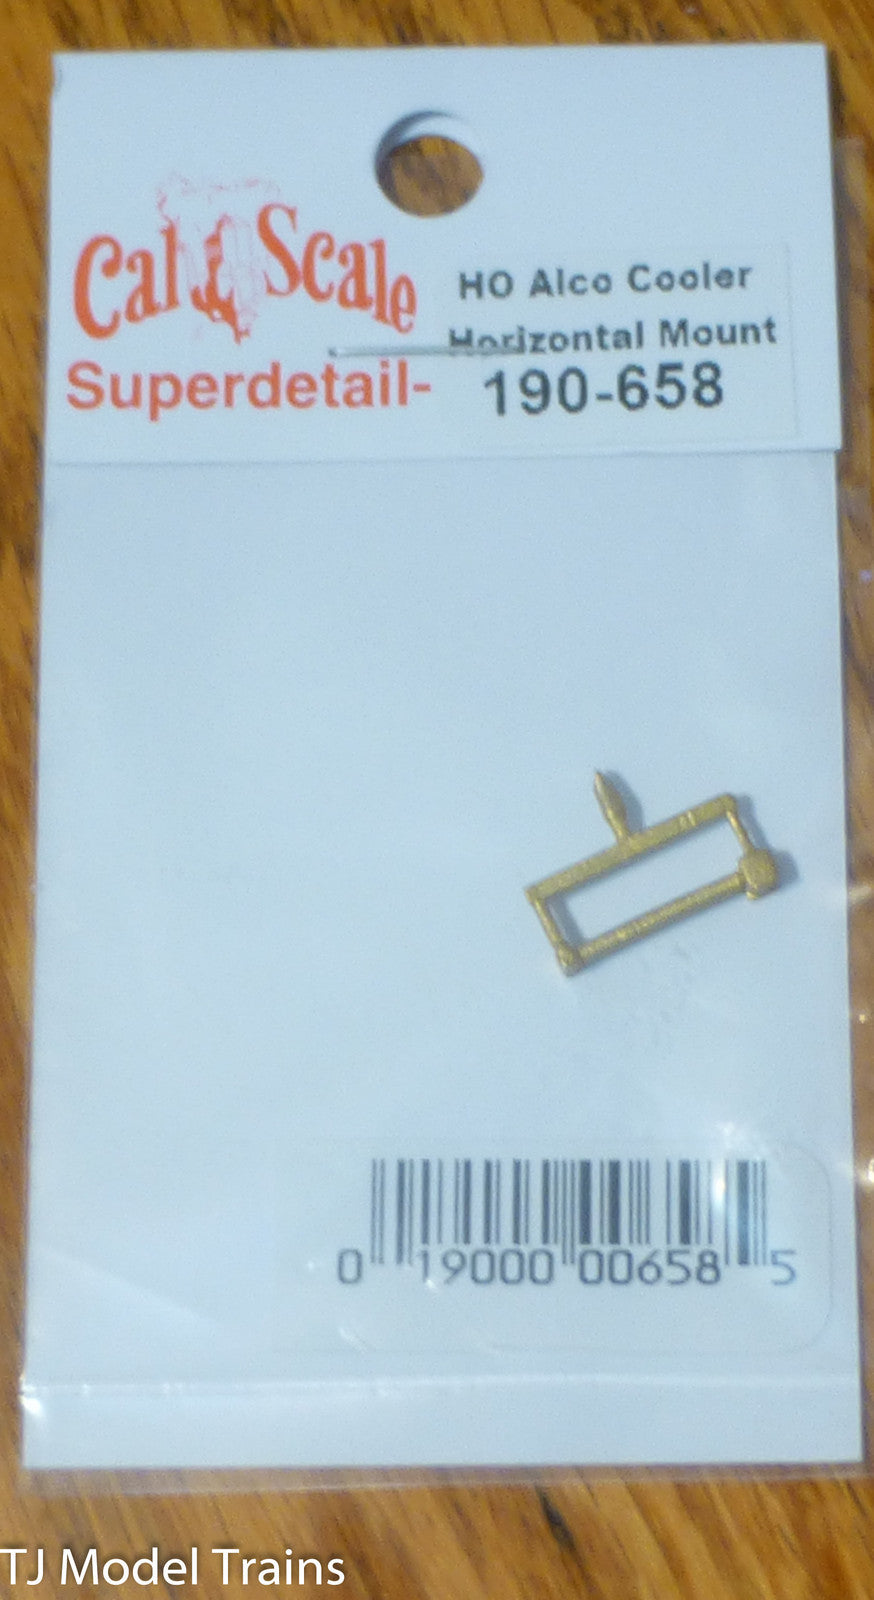 Cal Scale
Superdetail-
HO Alco Cooler
Horizontal Mount
190-658
0 19000 00658 5
TJ Model Trains